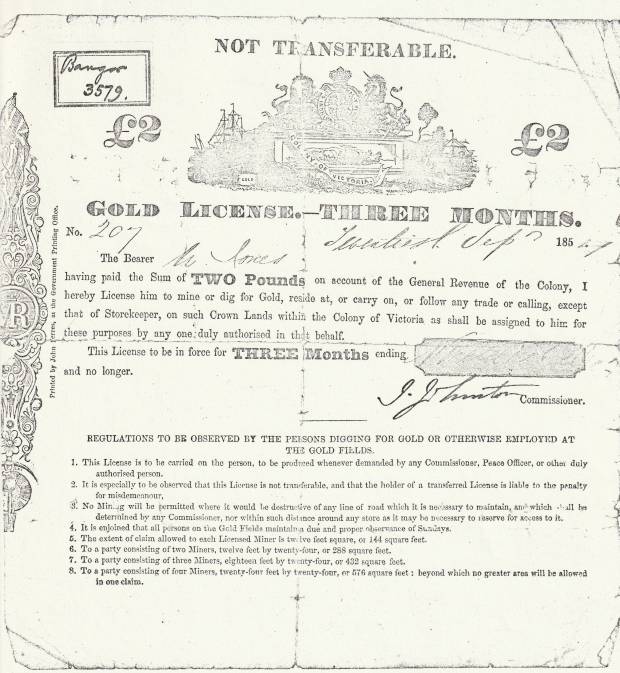 NOT TRANSFERABLE.
Bangor
3579.
£2
£2
COLONY OF VICTORIA
GOLD
GOLD LICENSE.—THREE MONTHS.
No. 207
Sepr 185
The Bearer Jones
having paid the Sum of TWO Pounds on account of the General Revenue of the Colony, I
hereby License him to mine or dig for Gold, reside at, or carry on, or follow any trade or calling, except
that of Storekeeper, on such Crown Lands within the Colony of Victoria as shall be assigned to him for
these purposes by any one duly authorised in that behalf.
This License to be in force for THREE Months ending
and no longer.
J. Johnston Commissioner.
Printed by John Ferres, at the Government Printing Office.
REGULATIONS TO BE OBSERVED BY THE PERSONS DIGGING FOR GOLD OR OTHERWISE EMPLOYED AT
THE GOLD FIELDS.
1. This License is to be carried on the person, to be produced whenever demanded by any Commissioner, Peace Officer, or other duly
authorised person.
2. It is especially to be observed that this License is not transferable, and that the holder of a transferred License is liable to the penalty
for misdemeanour,
3. No Mining will be permitted where it would be destructive of any line of road which it is necessary to maintain, and which shall be
determined by any Commissioner, nor within such distance around any store as it may be necessary to reserve for access to it.
4. It is enjoined that all persons on the Gold Fields maintain a due and proper observance of Sundays.
5. The extent of claim allowed to each Licensed Miner is twelve feet square, or 144 square feet.
6. To a party consisting of two Miners, twelve feet by twenty-four, or 288 square feet.
7. To a party consisting of three Miners, eighteen feet by twenty-four, or 432 square feet.
8. To a party consisting of four Miners, twenty-four feet by twenty-four, or 576 square feet: beyond which no greater area will be allowed
in one claim.